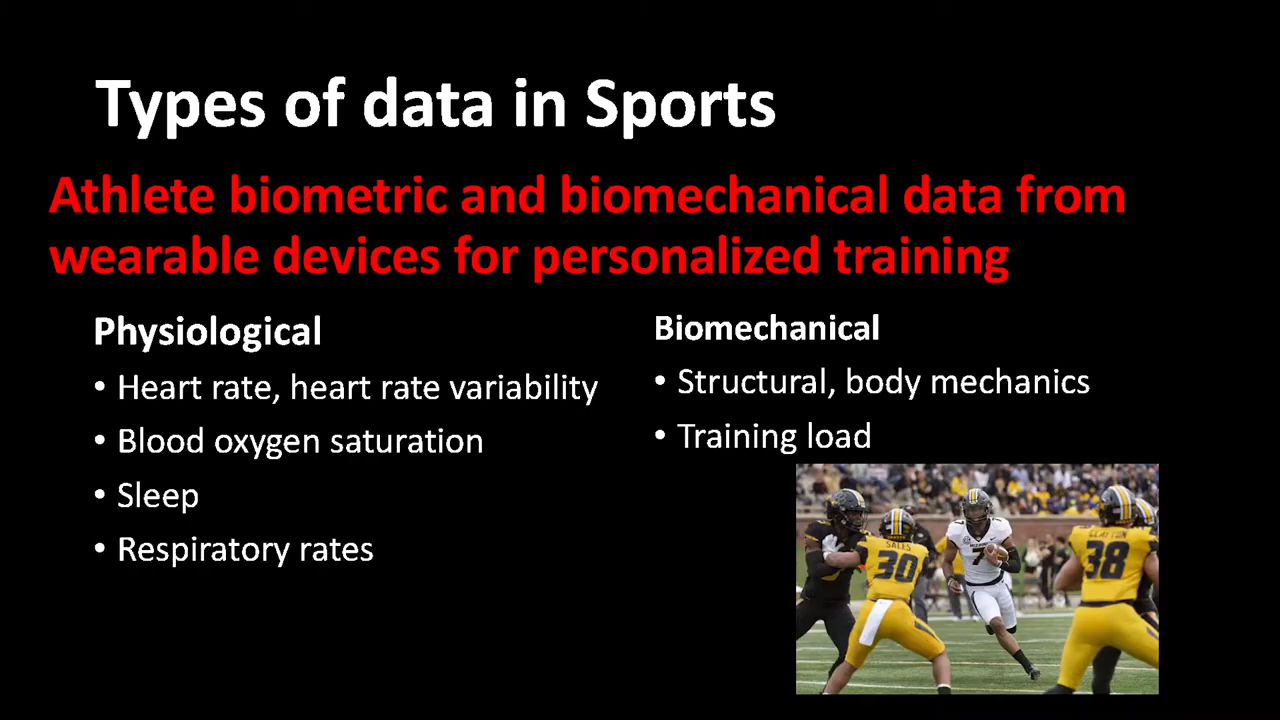 Types of data in Sports
Athlete biometric and biomechanical data from
wearable devices for personalized training
Physiological
• Heart rate, heart rate variability
• Blood oxygen saturation
• Sleep
• Respiratory rates
Biomechanical
• Structural, body mechanics
• Training load
SALES
30
7
38